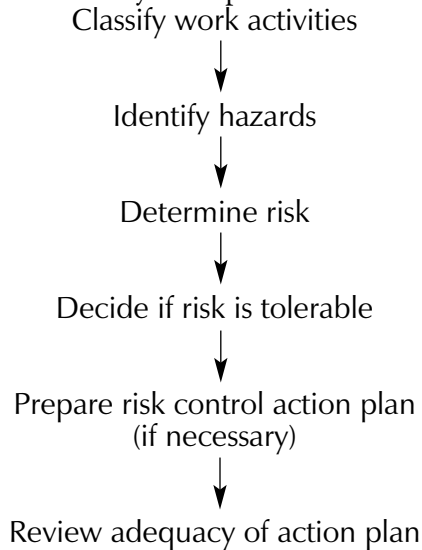 Classify work activities
Identify hazards
Determine risk
Decide if risk is tolerable
Prepare risk control action plan
(if necessary)
Review adequacy of action plan